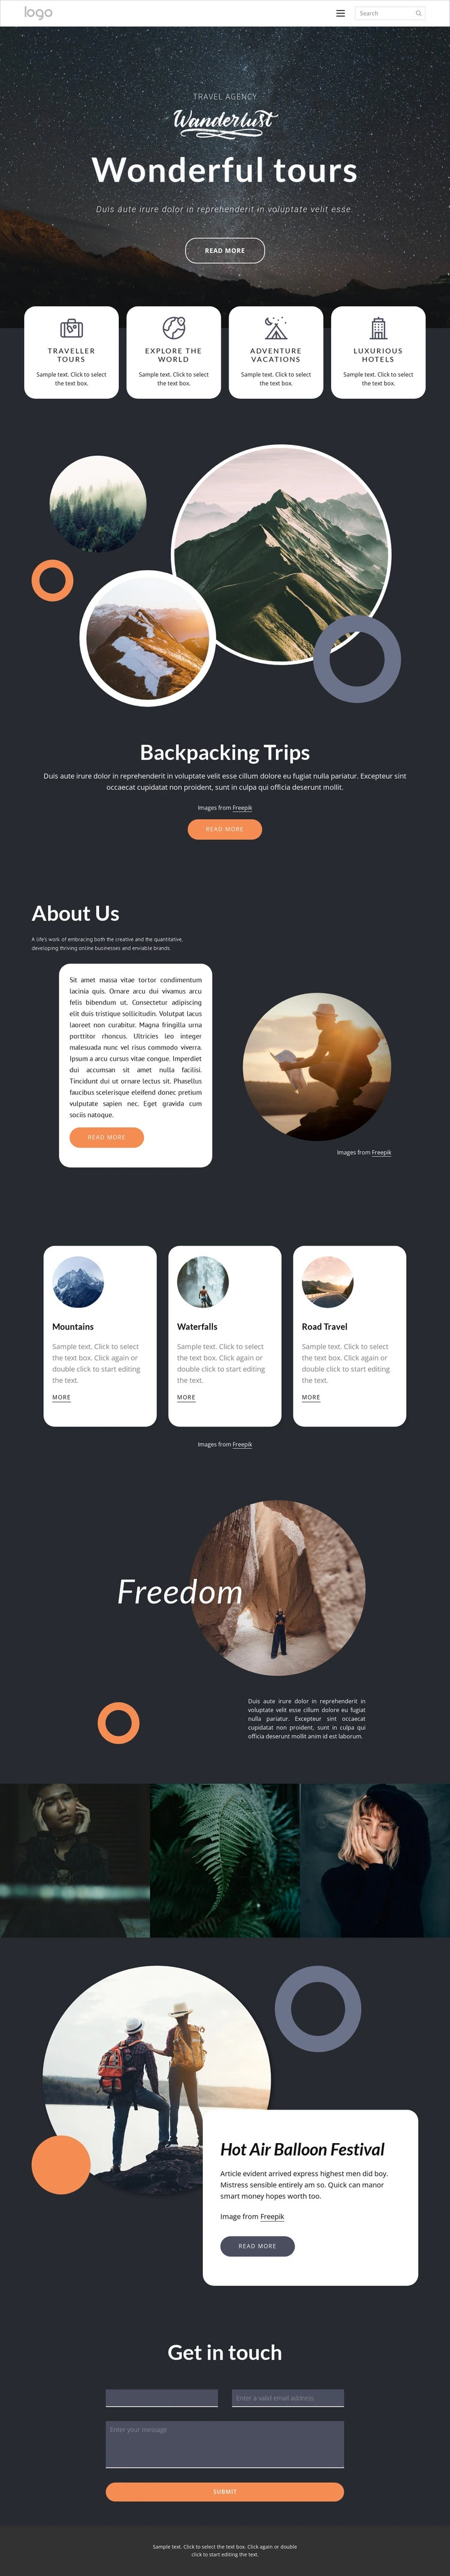 logo
Search
TRAVEL AGENCY
Wanderlust
Wonderful tours
Duis aute irure dolor in reprehenderit in voluptate velit esse.
READ MORE
TRAVELLER
TOURS
Sample text. Click to select
the text box.
EXPLORE THE
WORLD
Sample text. Click to select
the text box.
ADVENTURE
VACATIONS
Sample text. Click to select
the text box.
LUXURIOUS
HOTELS
Sample text. Click to select
the text box.
Backpacking Trips
Duis aute irure dolor in reprehenderit in voluptate velit esse cillum dolore eu fugiat nulla pariatur. Excepteur sint
occaecat cupidatat non proident, sunt in culpa qui officia deserunt mollit.
Images from Freepik
READ MORE
About Us
A life's work of embracing both the creative and the quantitative,
developing thriving online businesses and enviable brands.
Sit amet massa vitae tortor condimentum
lacinia quis. Ornare arcu dui vivamus arcu
felis bibendum ut. Consectetur adipiscing
elit duis tristique sollicitudin. Volutpat lacus
laoreet non curabitur. Magna fringilla urna
porttitor rhoncus. Ultricies leo integer
malesuada nunc vel risus commodo viverra.
Ipsum a arcu cursus vitae congue. Imperdiet
dui accumsan sit amet nulla facilisi.
Tincidunt dui ut ornare lectus sit. Phasellus
faucibus scelerisque eleifend donec pretium
vulputate sapien nec. Eget gravida cum
sociis natoque.
READ MORE
Images from Freepik
Mountains
Sample text. Click to select
the text box. Click again or
double click to start editing
the text.
MORE
Waterfalls
Sample text. Click to select
the text box. Click again or
double click to start editing
the text.
MORE
Road Travel
Sample text. Click to select
the text box. Click again or
double click to start editing
the text.
MORE
Images from Freepik
Freedom
Duis aute irure dolor in reprehenderit in
voluptate velit esse cillum dolore eu fugiat
nulla pariatur. Excepteur sint occaecat
cupidatat non proident, sunt in culpa qui
officia deserunt mollit anim id est laborum.
Hot Air Balloon Festival
Article evident arrived express highest men did boy.
Mistress sensible entirely am so. Quick can manor
smart money hopes worth too.
Image from Freepik
READ MORE
Get in touch
Enter a valid email address
Enter your message
SUBMIT
Sample text. Click to select the text box. Click again or double
click to start editing the text.